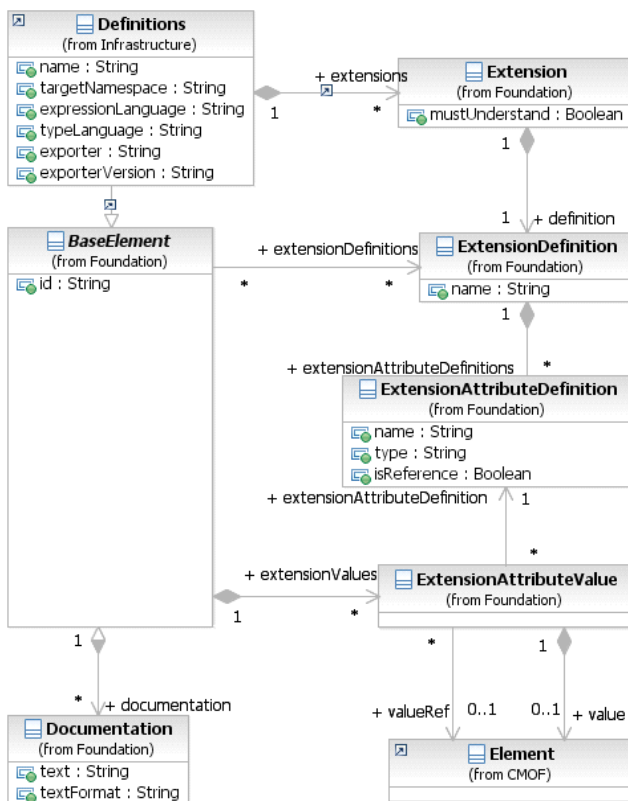 Definitions
(from Infrastructure)
name : String
targetNamespace : String
expressionLanguage : String
typeLanguage : String
exporter : String
exporterVersion : String
+ extensions
1
*
Extension
(from Foundation)
mustUnderstand : Boolean
1
1
+ definition
BaseElement
(from Foundation)
id : String
+ extensionDefinitions
*
*
ExtensionDefinition
(from Foundation)
name : String
1
*
+ extensionAttributeDefinitions
ExtensionAttributeDefinition
(from Foundation)
name : String
type : String
isReference : Boolean
+ extensionAttributeDefinition
1
*
+ extensionValues
1
*
ExtensionAttributeValue
(from Foundation)
1
*
+ documentation
*
1
+ valueRef
0..1
0..1
+ value
Documentation
(from Foundation)
text : String
textFormat : String
Element
(from CMOF)